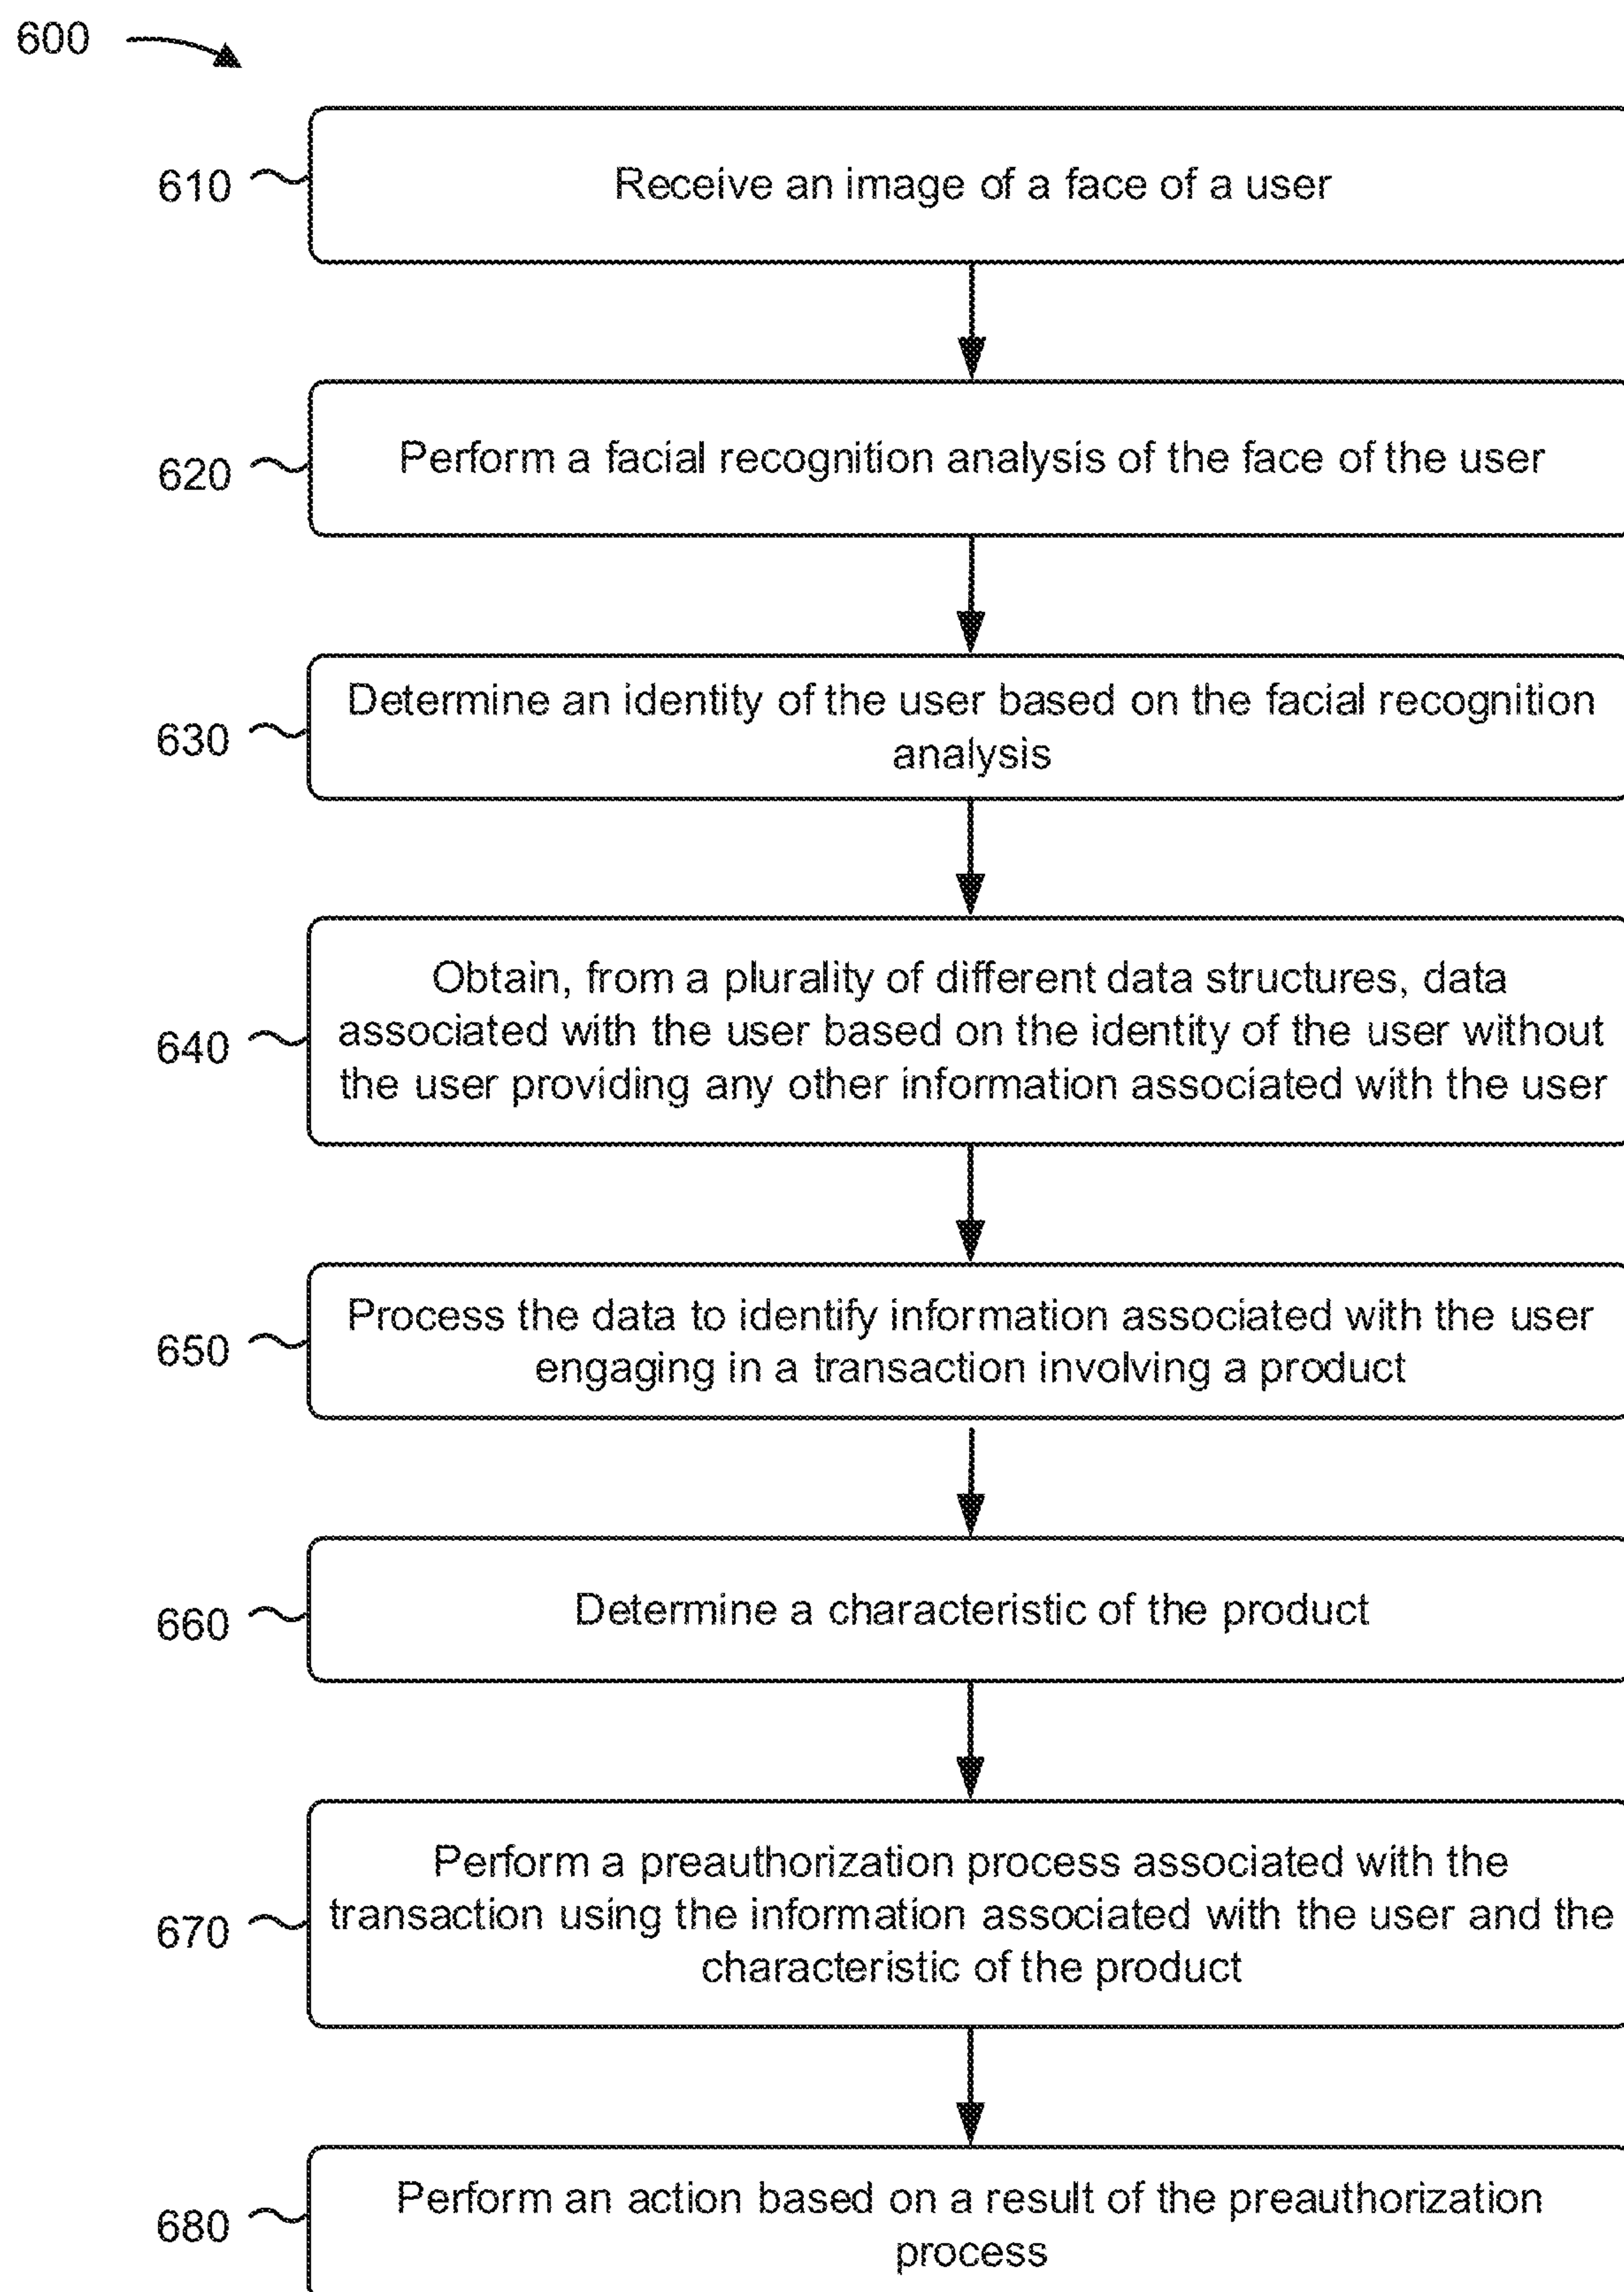 600
610
Receive an image of a face of a user
620
Perform a facial recognition analysis of the face of the user
630
Determine an identity of the user based on the facial recognition
analysis
640
Obtain, from a plurality of different data structures, data
associated with the user based on the identity of the user without
the user providing any other information associated with the user
650
Process the data to identify information associated with the user
engaging in a transaction involving a product
660
Determine a characteristic of the product
670
Perform a preauthorization process associated with the
transaction using the information associated with the user and the
characteristic of the product
680
Perform an action based on a result of the preauthorization
process